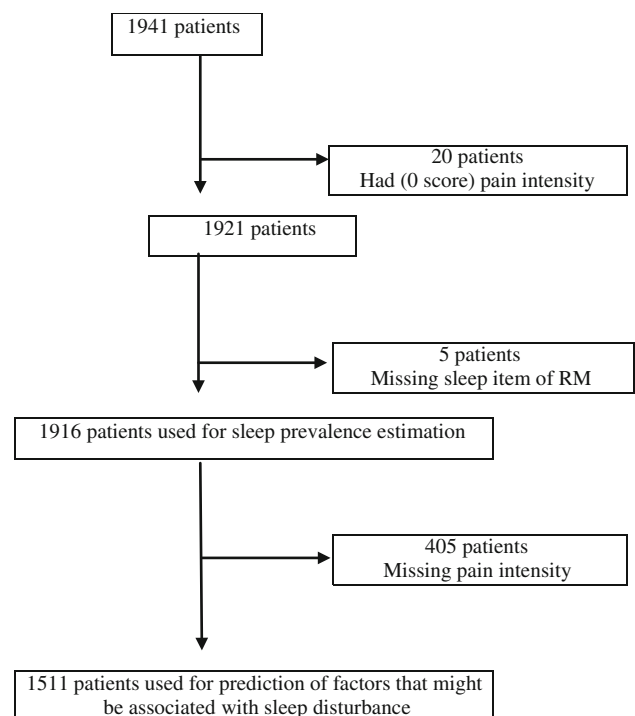 1941 patients
20 patients
Had (0 score) pain intensity
1921 patients
5 patients
Missing sleep item of RM
1916 patients used for sleep prevalence estimation
405 patients
Missing pain intensity
1511 patients used for prediction of factors that might
be associated with sleep disturbance